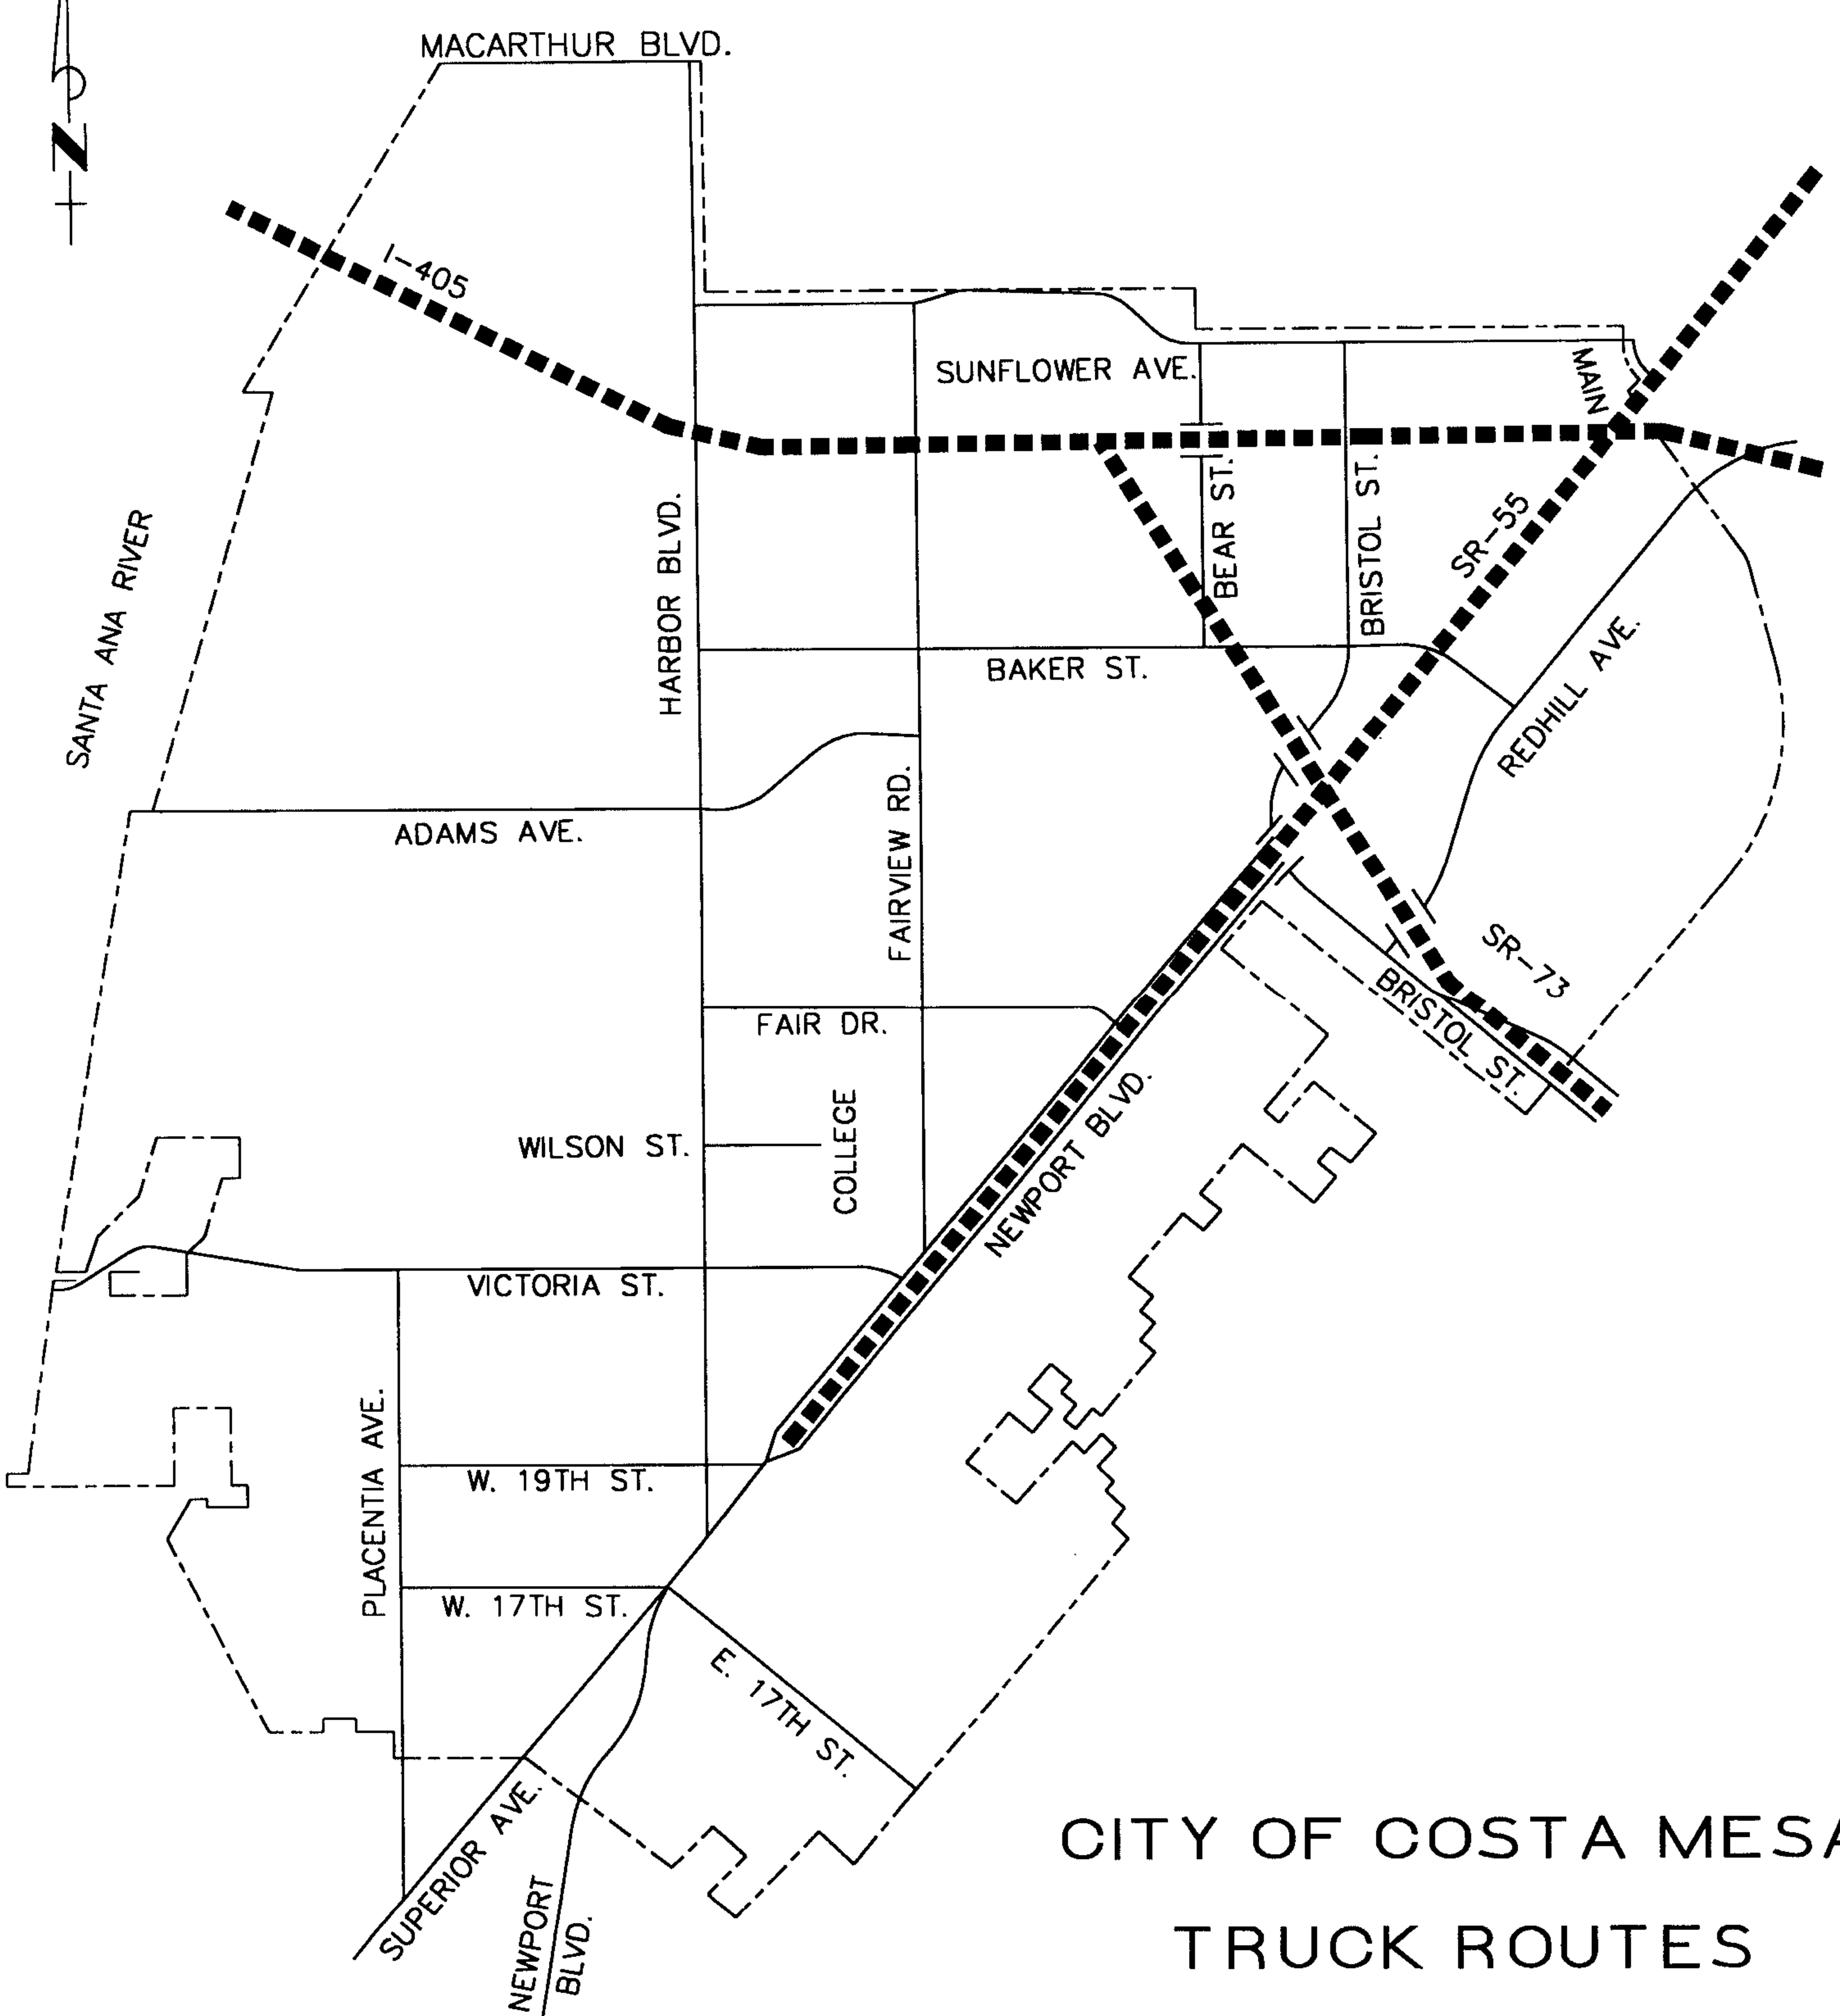 MACARTHUR BLVD.
N
I-405
SUNFLOWER AVE.
MAIN
SANTA ANA RIVER
HARBOR BLVD.
BEAR ST.
BRISTOL ST.
SR-55
BAKER ST.
REDHILL AVE.
ADAMS AVE.
FAIRVIEW RD.
SR-73
BRISTOL ST.
FAIR DR.
NEWPORT BLVD.
WILSON ST.
COLLEGE
VICTORIA ST.
PLACENTIA AVE.
W. 19TH ST.
W. 17TH ST.
E. 17TH ST.
SUPERIOR AVE.
NEWPORT
BLVD.
CITY OF COSTA MESA
TRUCK ROUTES